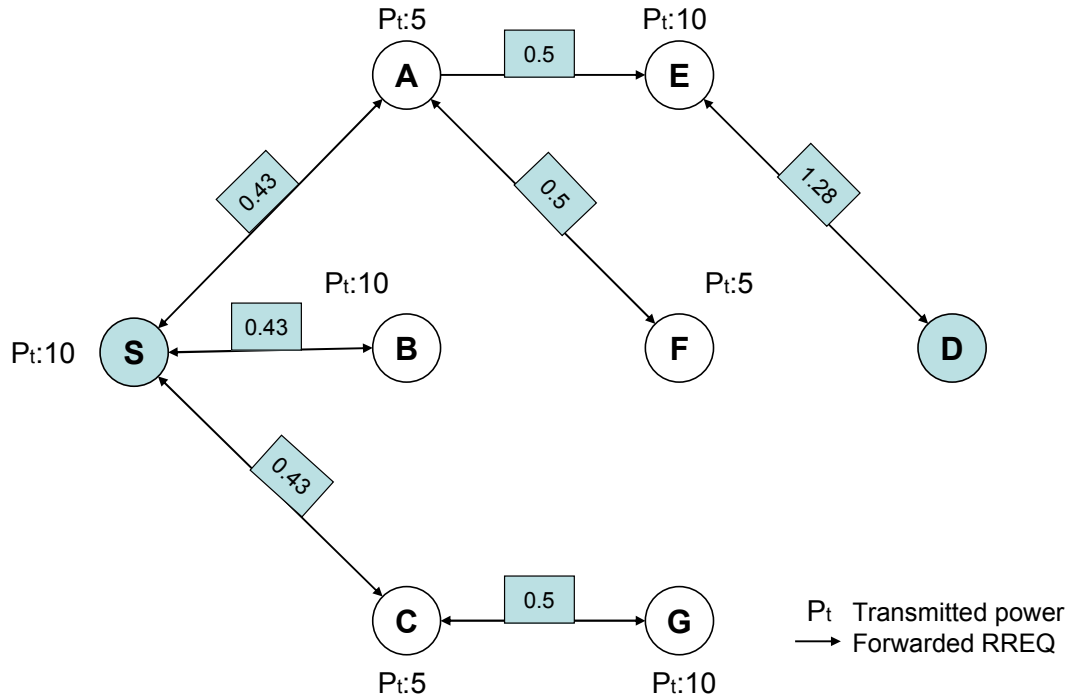 Pt:5
Pt:10
A
0.5
E
0.43
0.5
1.28
Pt:10
Pt:5
Pt:10
S
0.43
B
F
D
0.43
C
0.5
G
Pt Transmitted power
Forwarded RREQ
Pt:5
Pt:10